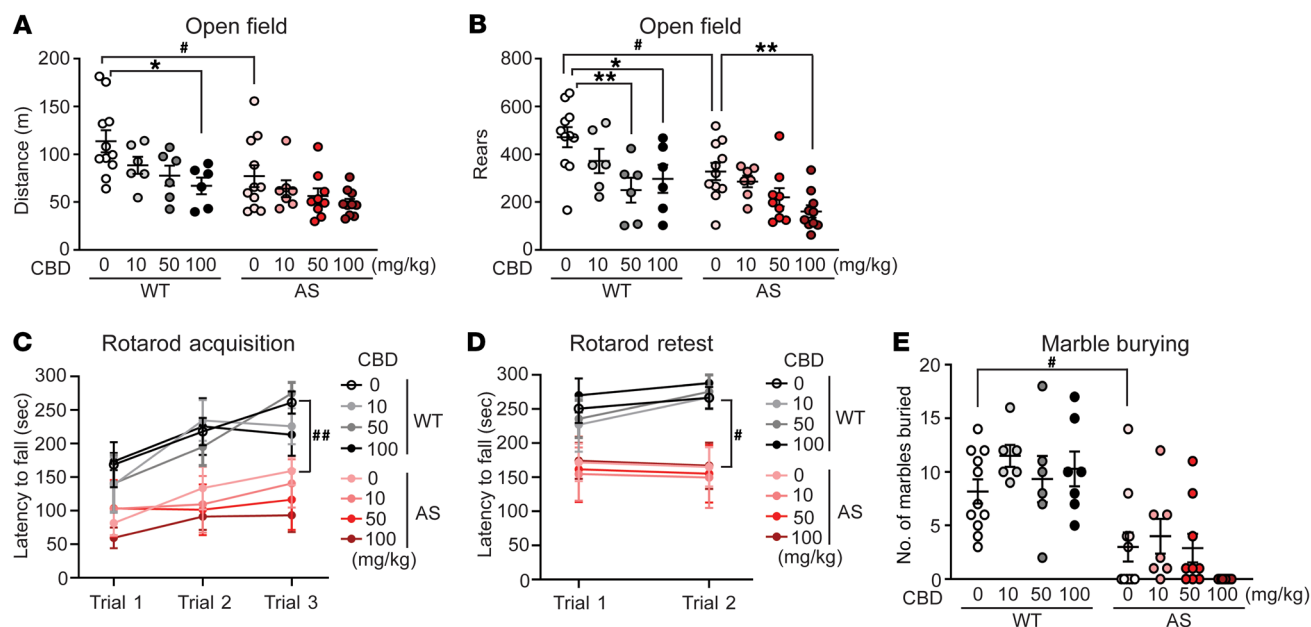 A
Open field
Distance (m)
200
150
100
50
0
#
*
CBD
0 10 50 100 0 10 50 100 (mg/kg)
WT AS
B
Open field
Rears
800
600
400
200
0
#
*
**
**
CBD
0 10 50 100 0 10 50 100 (mg/kg)
WT AS
C
Rotarod acquisition
Latency to fall (sec)
300
250
200
150
100
50
0
##
Trial 1 Trial 2 Trial 3
CBD
0
10
50
100
WT
0
10
50
100
AS
(mg/kg)
D
Rotarod retest
Latency to fall (sec)
300
250
200
150
100
50
0
#
Trial 1 Trial 2
CBD
0
10
50
100
WT
0
10
50
100
AS
(mg/kg)
E
Marble burying
No. of marbles buried
20
15
10
5
0
#
CBD
0 10 50 100 0 10 50 100 (mg/kg)
WT AS